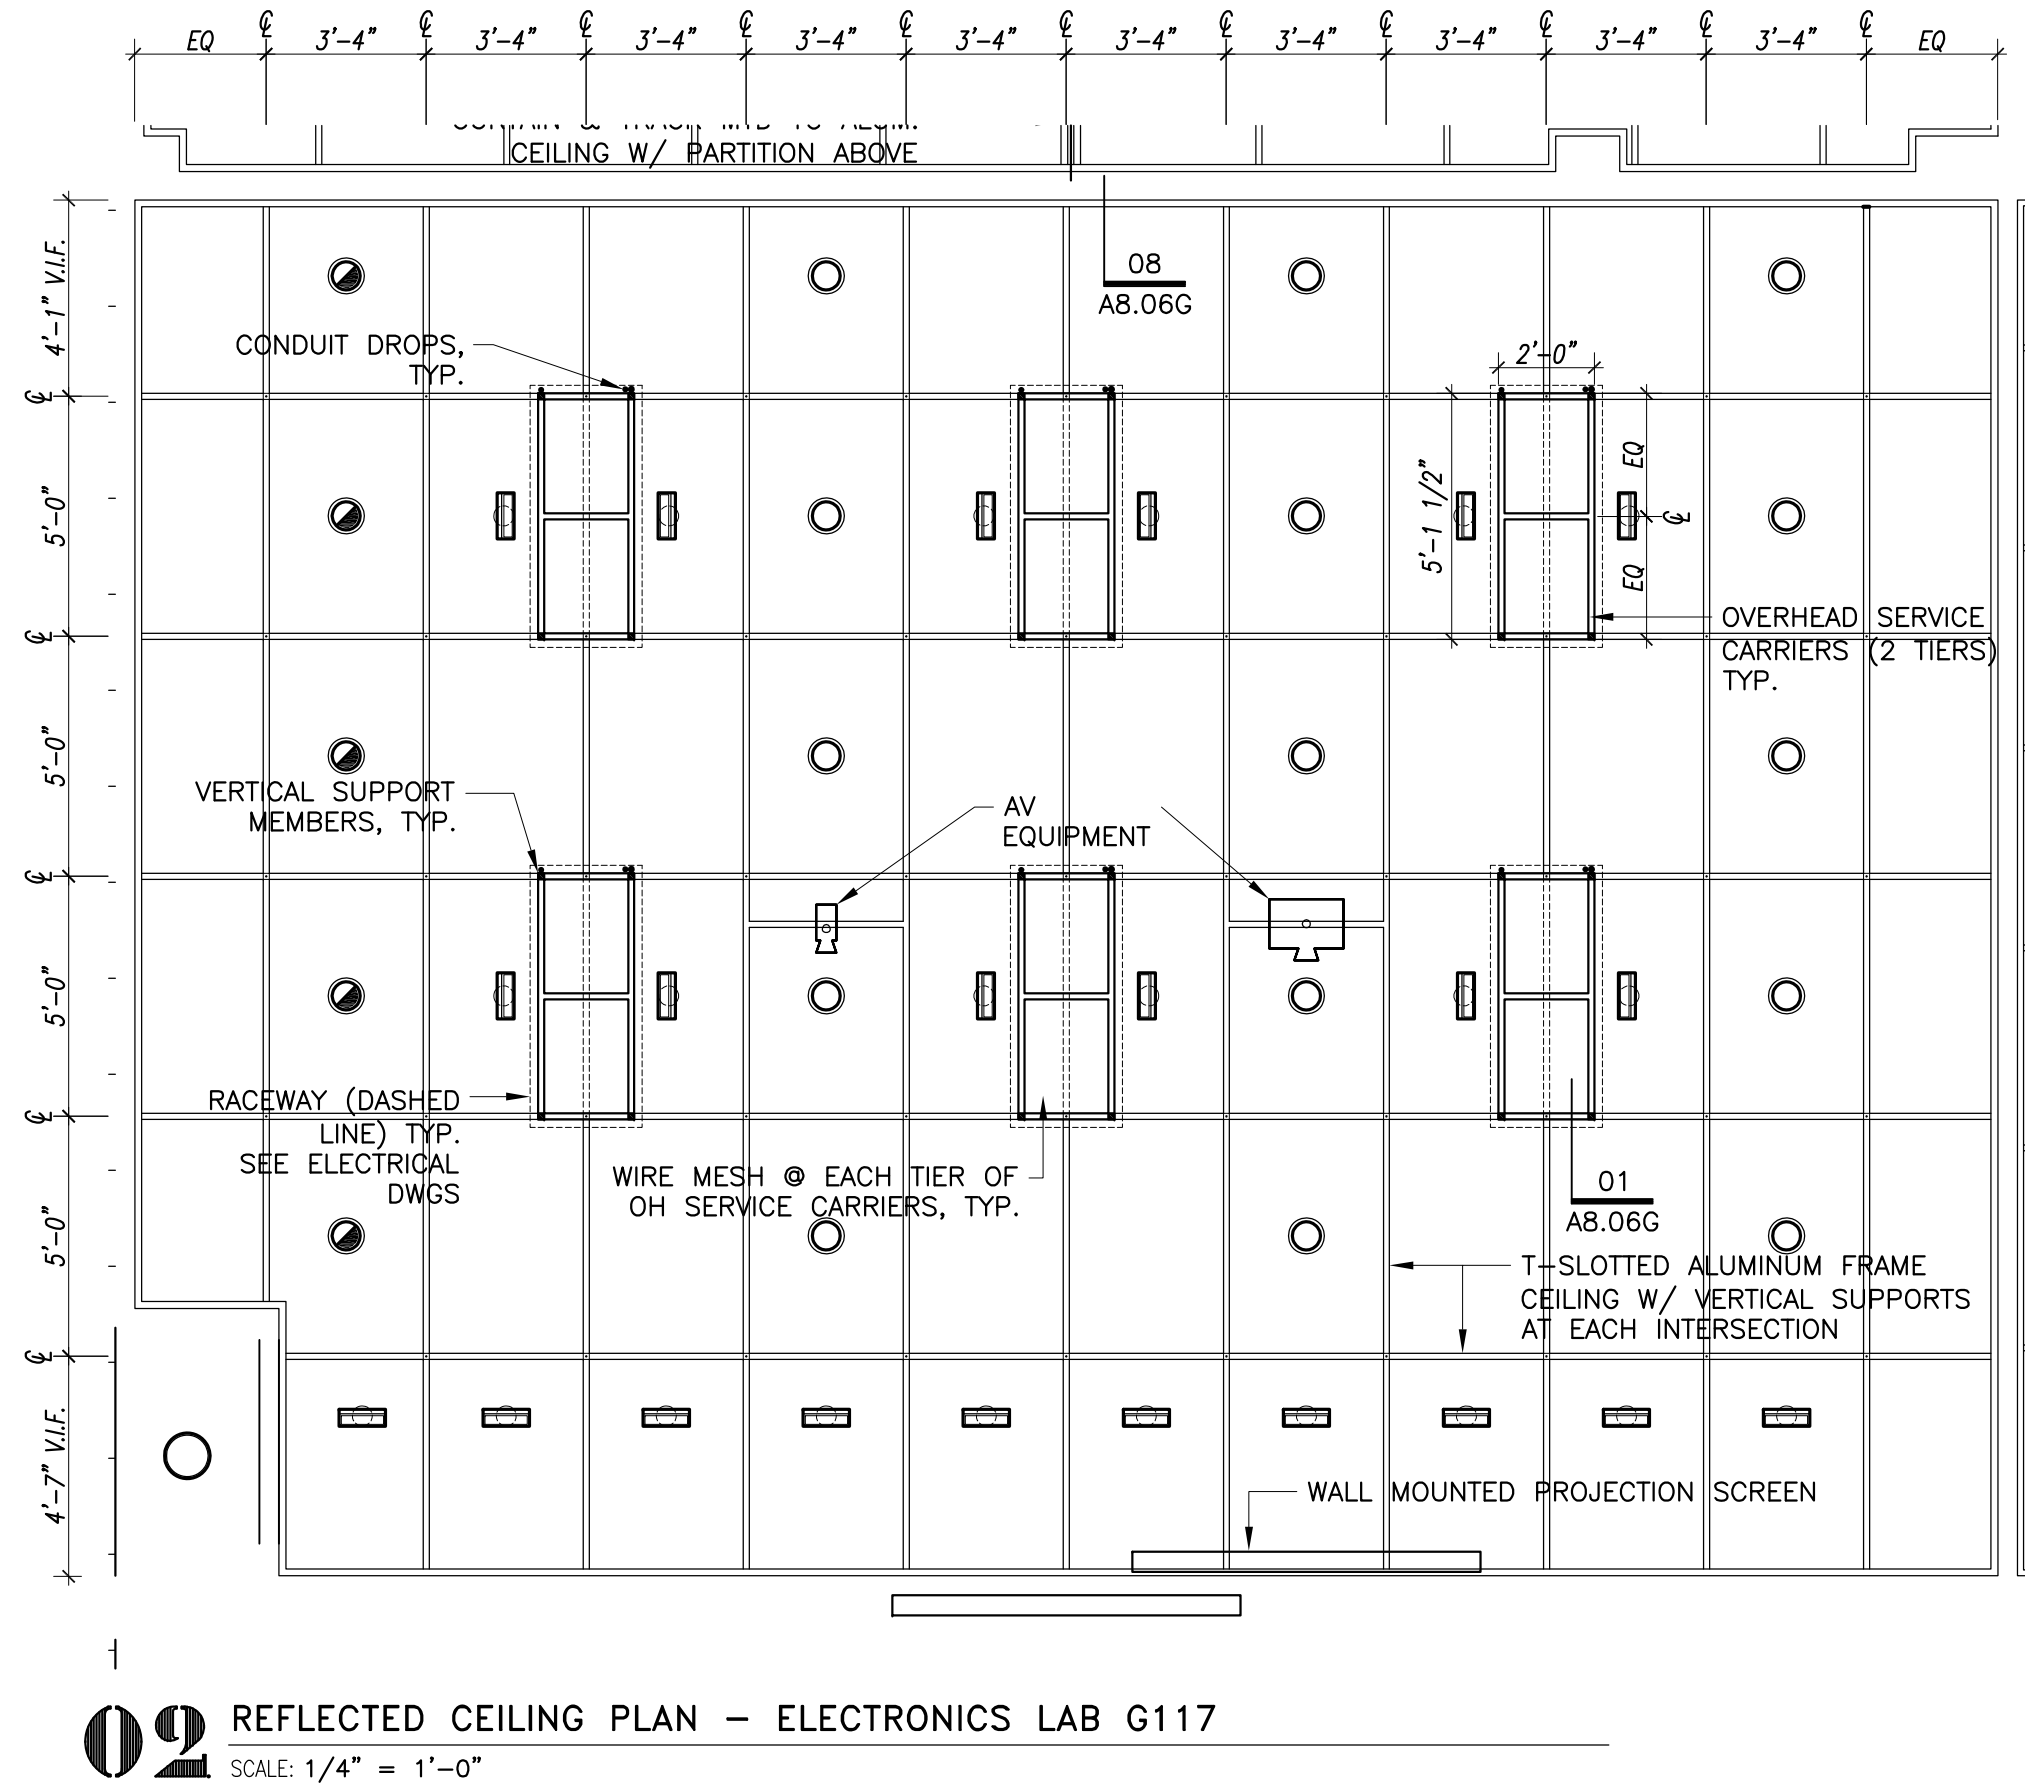 ℄ ℄ ℄ ℄ ℄ ℄ ℄ ℄ ℄ ℄ ℄
EQ 3'-4" 3'-4" 3'-4" 3'-4" 3'-4" 3'-4" 3'-4" 3'-4" 3'-4" 3'-4" EQ
CURTAIN & TRACK MTD TO ALUM.
CEILING W/ PARTITION ABOVE
4'-1" V.I.F.
08
A8.06G
CONDUIT DROPS,
TYP.
2'-0"
℄
5'-0"
5'-1 1/2"
EQ
℄
EQ
OVERHEAD SERVICE
CARRIERS (2 TIERS)
TYP.
℄
5'-0"
VERTICAL SUPPORT
MEMBERS, TYP.
AV
EQUIPMENT
℄
5'-0"
RACEWAY (DASHED
LINE) TYP.
SEE ELECTRICAL
DWGS
℄
WIRE MESH @ EACH TIER OF
OH SERVICE CARRIERS, TYP.
01
A8.06G
5'-0"
T-SLOTTED ALUMINUM FRAME
CEILING W/ VERTICAL SUPPORTS
AT EACH INTERSECTION
℄
4'-7" V.I.F.
WALL MOUNTED PROJECTION SCREEN
02 REFLECTED CEILING PLAN - ELECTRONICS LAB G117
SCALE: 1/4" = 1'-0"